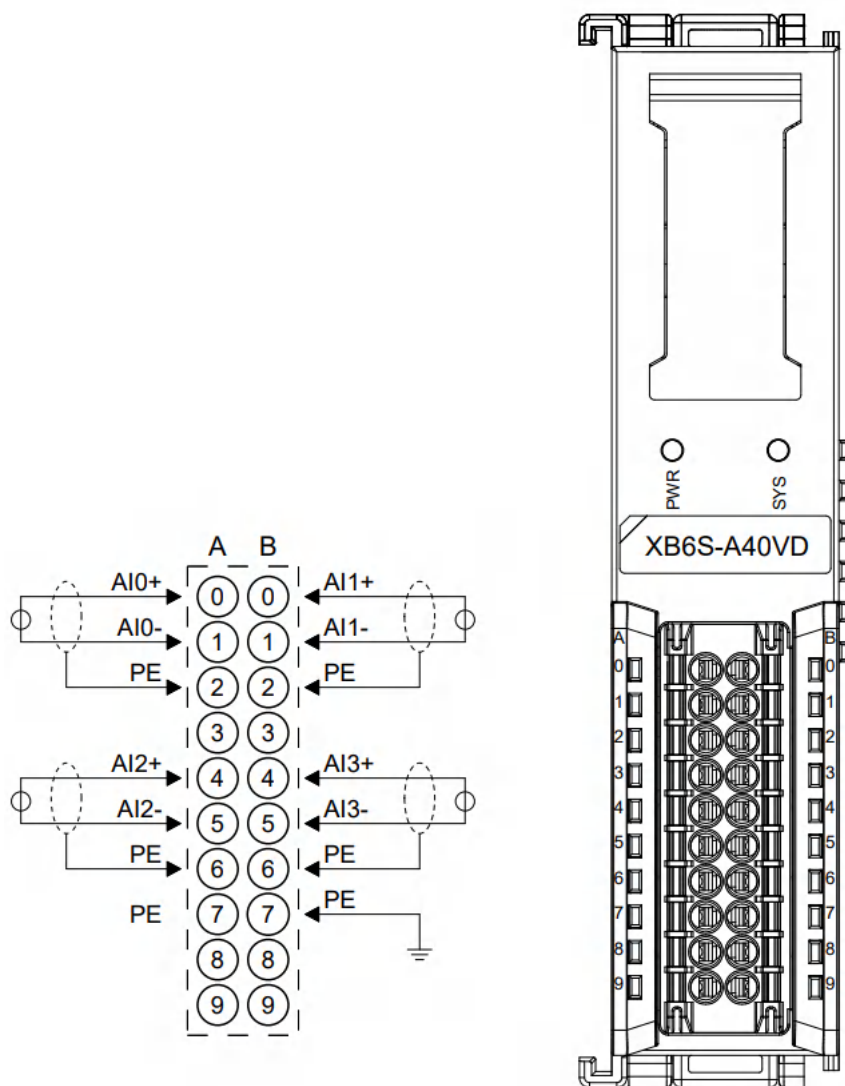 PWR SYS
XB6S-A40VD
A B
AI0+ 0 0 AI1+
AI0- 1 1 AI1-
PE 2 2 PE
3 3
AI2+ 4 4 AI3+
AI2- 5 5 AI3-
PE 6 6 PE
PE 7 7 PE
8 8
9 9
A B
0 0
1 1
2 2
3 3
4 4
5 5
6 6
7 7
8 8
9 9